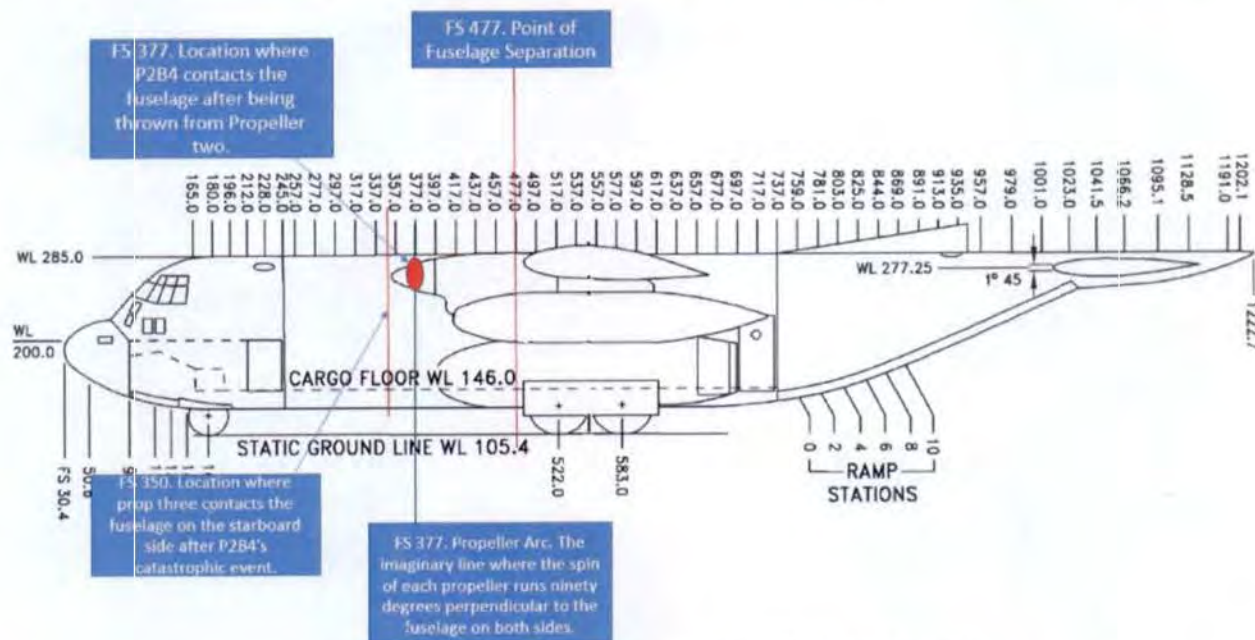 FS 477. Point of
Fuselage Separation
FS 377. Location where
P2B4 contacts the
fuselage after being
thrown from Propeller
two.
165.0
180.0
196.0
212.0
228.0
245.0
257.0
277.0
297.0
317.0
337.0
357.0
377.0
397.0
417.0
437.0
457.0
477.0
497.0
517.0
537.0
557.0
577.0
597.0
617.0
637.0
657.0
677.0
697.0
717.0
737.0
759.0
781.0
803.0
825.0
844.0
869.0
891.0
913.0
935.0
957.0
979.0
1001.0
1023.0
1041.5
1066.2
1095.1
1128.5
1191.0
1202.1
WL 285.0
WL 277.25
1° 45
1222.7
WL
200.0
CARGO FLOOR WL 146.0
STATIC GROUND LINE WL 105.4
FS 30.4
522.0
583.0
0
2
4
6
8
10
RAMP
STATIONS
FS 350. Location where
prop three contacts the
fuselage on the starboard
side after P2B4's
catastrophic event.
FS 377. Propeller Arc. The
imaginary line where the spin
of each propeller runs ninety
degrees perpendicular to the
fuselage on both sides.